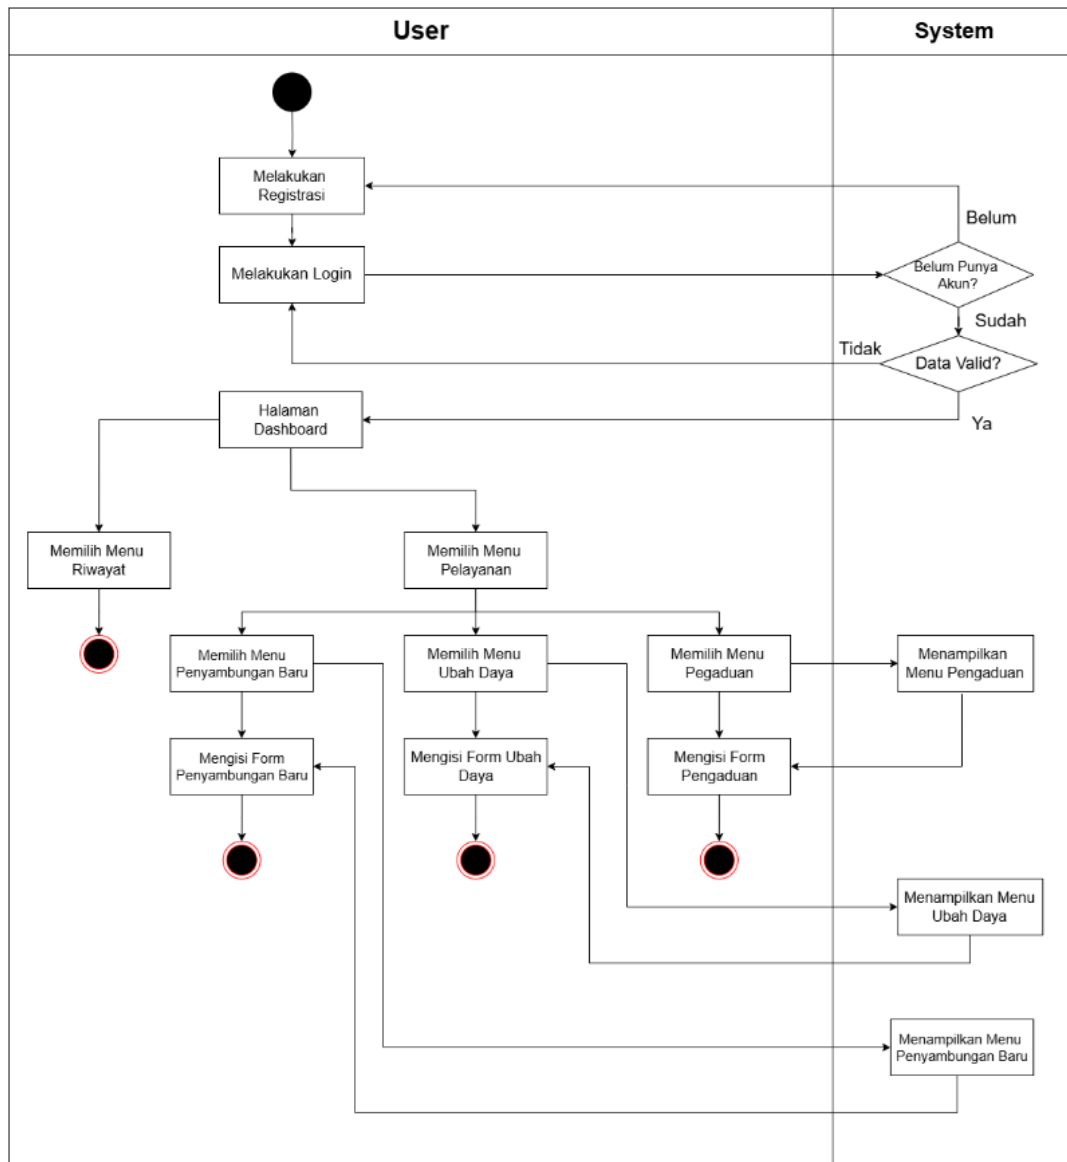 User
System
Melakukan
Registrasi
Belum
Melakukan Login
Belum Punya
Akun?
Sudah
Tidak
Data Valid?
Halaman
Dashboard
Ya
Memilih Menu
Riwayat
Memilih Menu
Pelayanan
Memilih Menu
Penyambungan Baru
Memilih Menu
Ubah Daya
Memilih Menu
Pegaduan
Menampilkan
Menu Pengaduan
Mengisi Form
Penyambungan Baru
Mengisi Form Ubah
Daya
Mengisi Form
Pengaduan
Menampilkan Menu
Ubah Daya
Menampilkan Menu
Penyambungan Baru